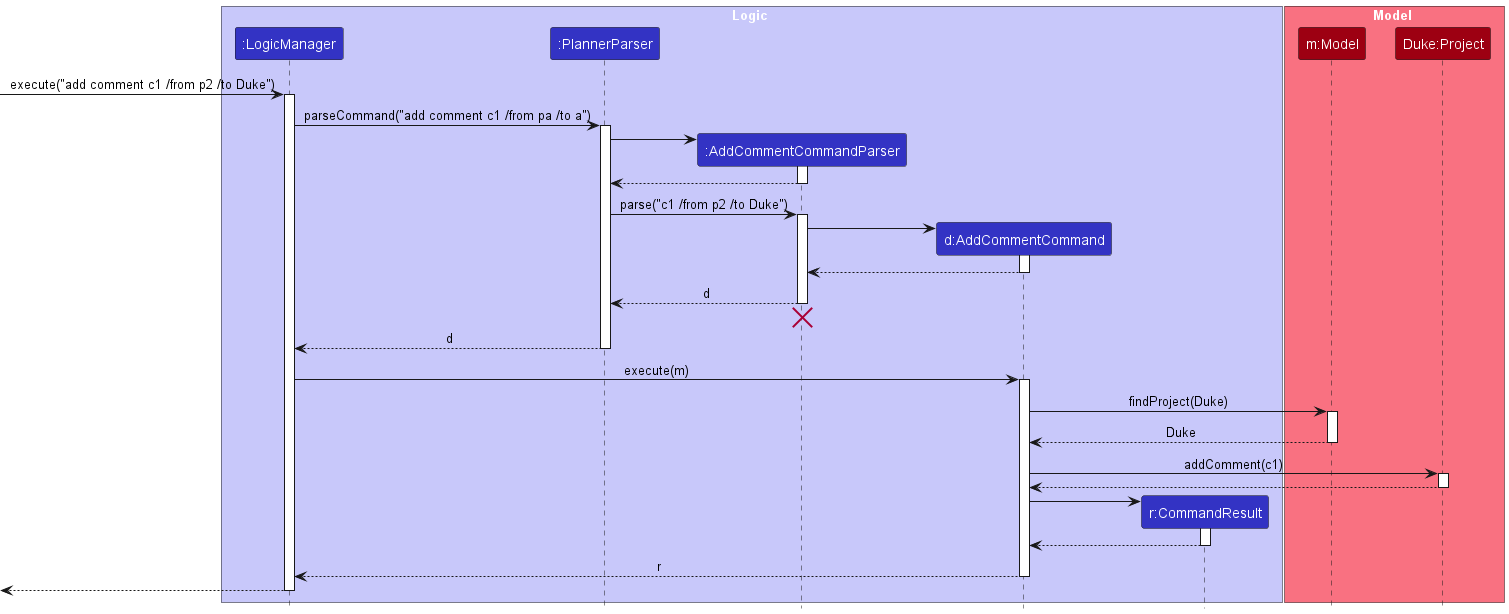 Logic
Model
:LogicManager
:PlannerParser
m:Model
Duke:Project
execute("add comment c1 /from p2 /to Duke")
parseCommand("add comment c1 /from pa /to a")
:AddCommentCommandParser
parse("c1 /from p2 /to Duke")
d:AddCommentCommand
d
d
execute(m)
findProject(Duke)
Duke
addComment(c1)
r:CommandResult
r